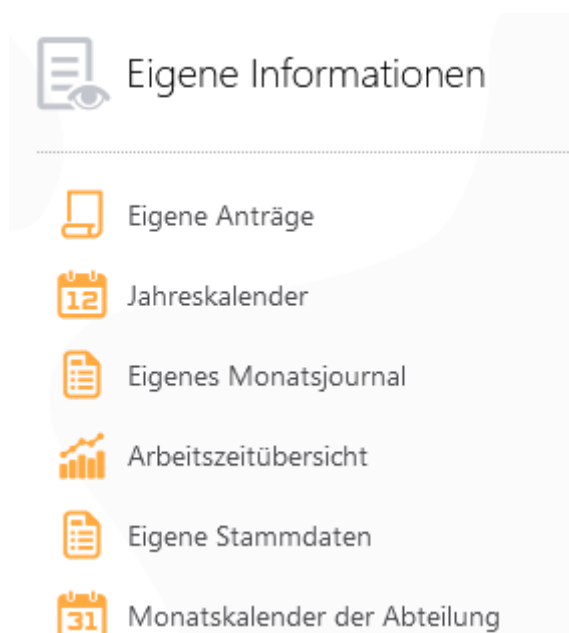 Eigene Informationen
Eigene Anträge
12
Jahreskalender
Eigenes Monatsjournal
Arbeitszeitübersicht
Eigene Stammdaten
31
Monatskalender der Abteilung